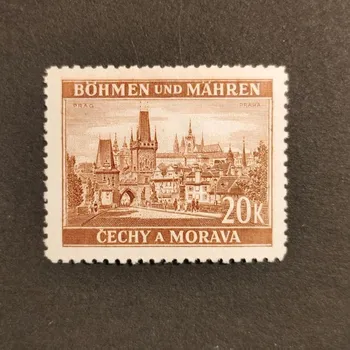 BÖHMEN UND MÄHREN
PRAG PRAHA
20K
ČECHY A MORAVA